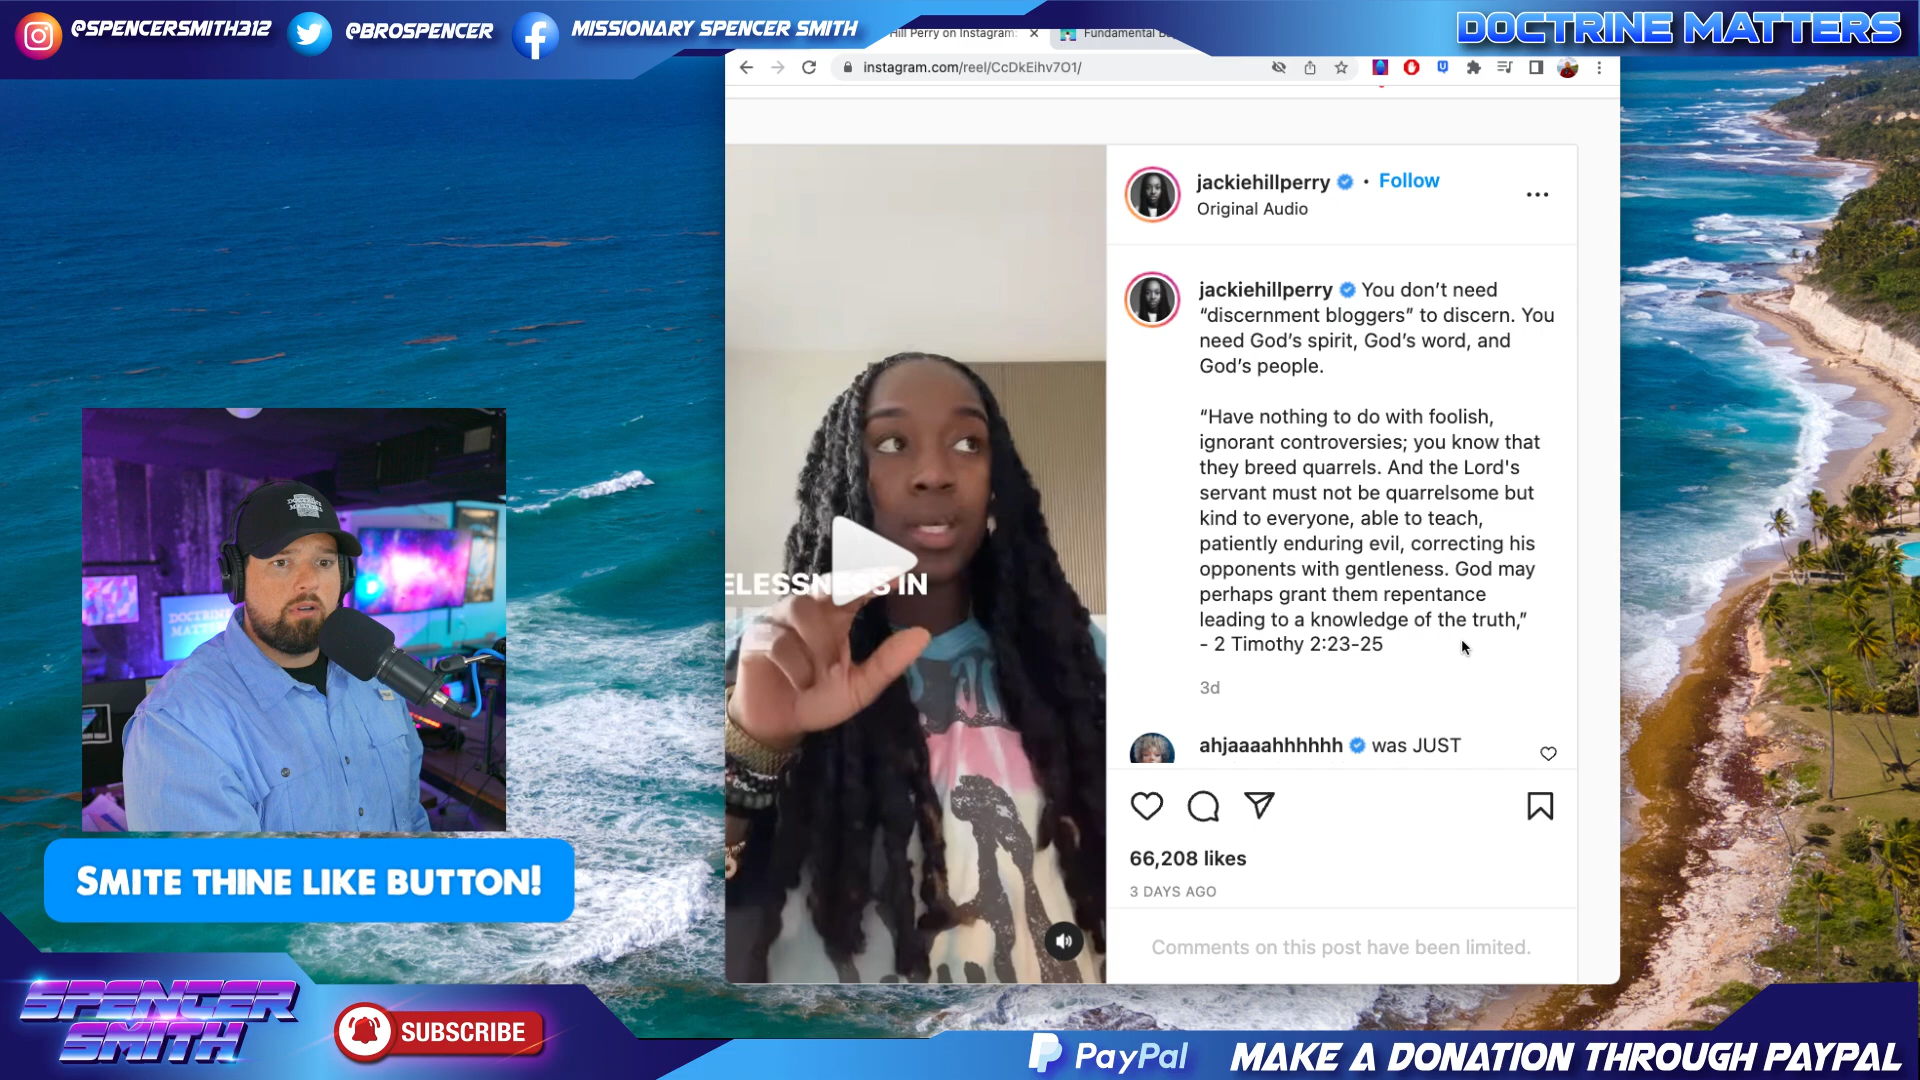 @SPENCERSMITH312
@BROSPENCER
MISSIONARY SPENCER SMITH
DOCTRINE MATTERS
Hill Perry on Instagram:
Fundamental
instagram.com/reel/CcDkEihv7O1/
jackiehillperry • Follow
Original Audio
jackiehillperry You don’t need
“discernment bloggers” to discern. You
need God’s spirit, God’s word, and
God’s people.
“Have nothing to do with foolish,
ignorant controversies; you know that
they breed quarrels. And the Lord's
servant must not be quarrelsome but
kind to everyone, able to teach,
patiently enduring evil, correcting his
opponents with gentleness. God may
perhaps grant them repentance
leading to a knowledge of the truth,”
- 2 Timothy 2:23-25
3d
ahjaaaahhhhhh was JUST
66,208 likes
3 DAYS AGO
Comments on this post have been limited.
ELESSNESS IN
DOCTRINE
MATTERS
DOCTRINE
SMITE THINE LIKE BUTTON!
SPENCER
SMITH
SUBSCRIBE
PayPal
MAKE A DONATION THROUGH PAYPAL